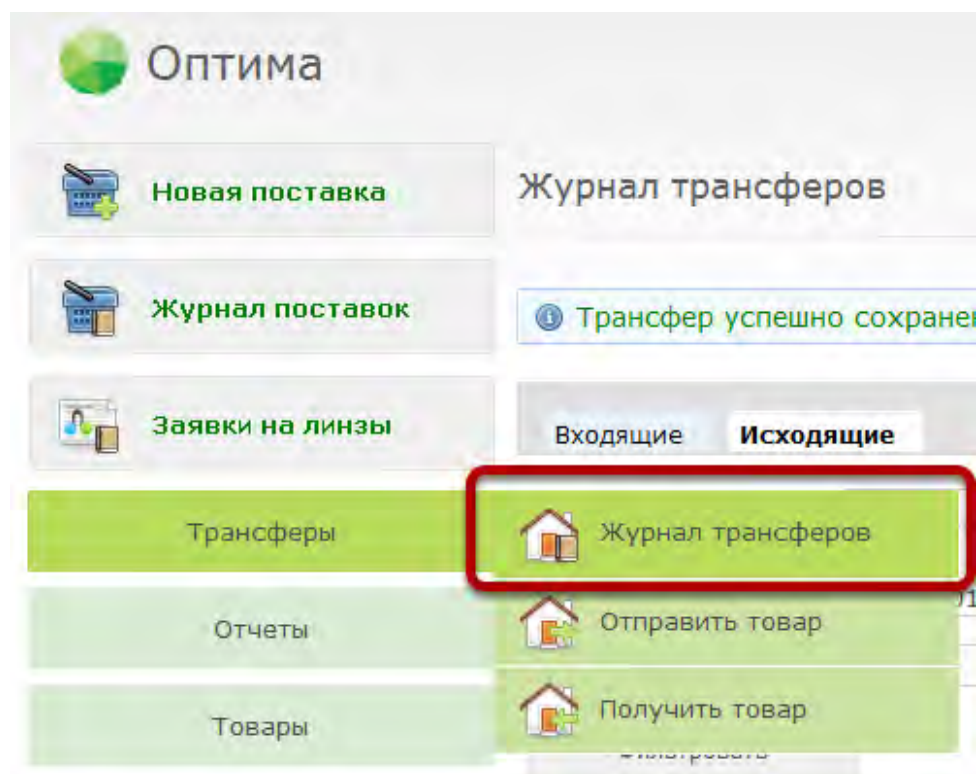 Оптима
Новая поставка
Журнал трансферов
Журнал поставок
Трансфер успешно сохранен
Заявки на линзы
Входящие Исходящие
Трансферы
Журнал трансферов
Отчеты
Отправить товар
01
Товары
Получить товар